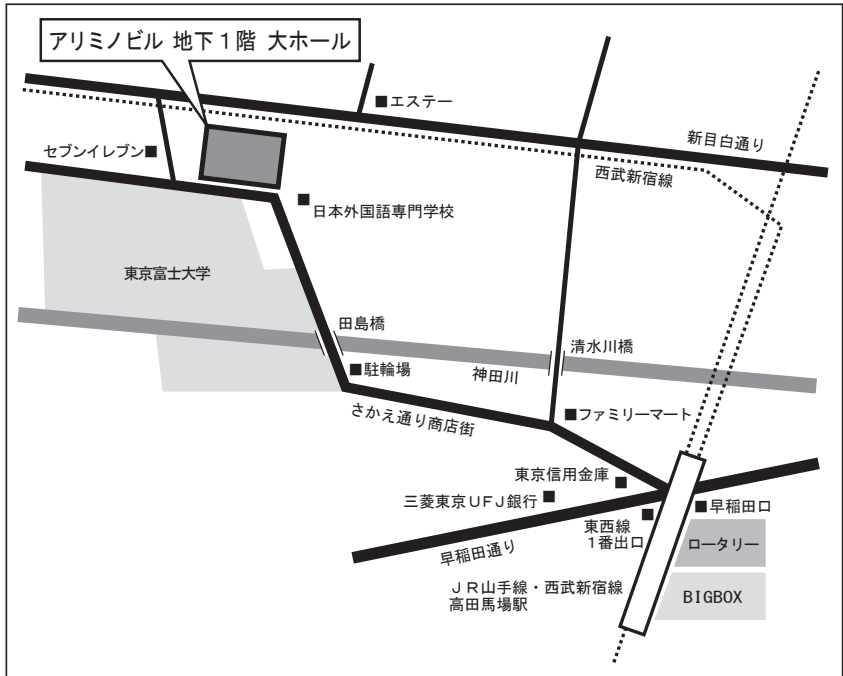 アリミノビル 地下1階 大ホール
■エステー
新目白通り
セブンイレブン■
西武新宿線
日本外国語専門学校
東京富士大学
田島橋
清水川橋
■駐輪場
神田川
さかえ通り商店街
■ファミリーマート
東京信用金庫
三菱東京UFJ銀行
■早稲田口
東西線
1番出口
早稲田通り
ロータリー
JR山手線・西武新宿線
高田馬場駅
BIGBOX